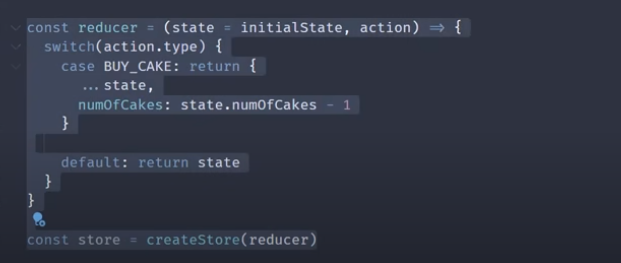 const reducer = (state = initialState, action) => {
switch(action.type) {
case BUY_CAKE: return {
...state,
numOfCakes: state.numOfCakes - 1
}
default: return state
}
}
const store = createStore(reducer)